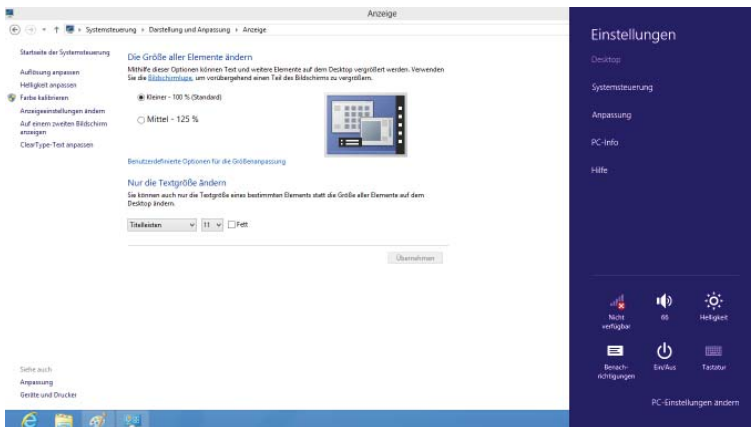 Anzeige
Systemsteuerung Darstellung und Anpassung Anzeige
Startseite der Systemsteuerung
Auflösung anpassen
Helligkeit anpassen
Farbe kalibrieren
Anzeigeeinstellungen ändern
Auf einem zweiten Bildschirm
anzeigen
ClearType-Text anpassen
Siehe auch
Anpassung
Geräte und Drucker
Die Größe aller Elemente ändern
Mithilfe dieser Optionen können Text und weitere Elemente auf dem Desktop vergrößert werden. Verwenden
Sie die Bildschirmlupe, um vorübergehend einen Teil des Bildschirms zu vergrößern.
Kleiner - 100 % (Standard)
Mittel - 125 %
Benutzerdefinierte Optionen für die Größenanpassung
Nur die Textgröße ändern
Sie können auch nur die Textgröße eines bestimmten Elements statt die Größe aller Elemente auf dem
Desktop ändern.
Titelleisten 11 Fett
Übernehmen
Einstellungen
Desktop
Systemsteuerung
Anpassung
PC-Info
Hilfe
Nicht
verfügbar
66
Helligkeit
Benach-
richtigungen
Ein/Aus
Tastatur
PC-Einstellungen ändern